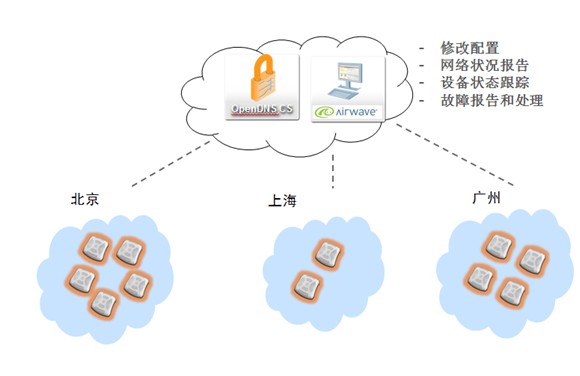 - 修改配置
- 网络状况报告
- 设备状态跟踪
- 故障报告和处理
OpenDNS CS
AirWave
北京
上海
广州